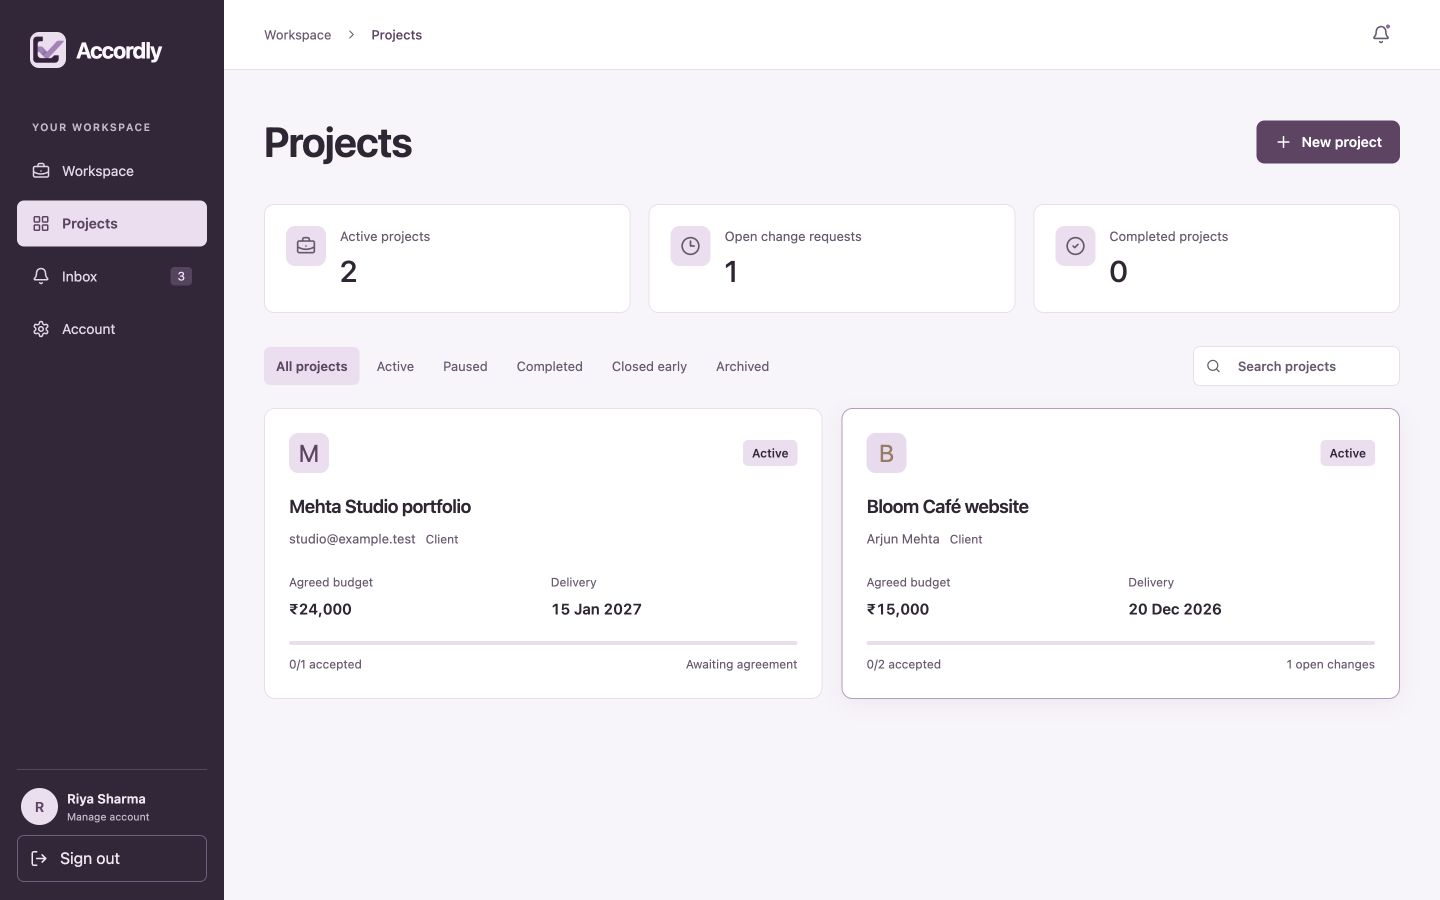 Accordly
YOUR WORKSPACE
Workspace
Projects
Inbox 3
Account
R
Riya Sharma
Manage account
Sign out
Workspace > Projects
Projects
New project
Active projects
2
Open change requests
1
Completed projects
0
All projects Active Paused Completed Closed early Archived
Search projects
M
Active
Mehta Studio portfolio
studio@example.test Client
Agreed budget Delivery
₹24,000 15 Jan 2027
0/1 accepted Awaiting agreement
B
Active
Bloom Café website
Arjun Mehta Client
Agreed budget Delivery
₹15,000 20 Dec 2026
0/2 accepted 1 open changes